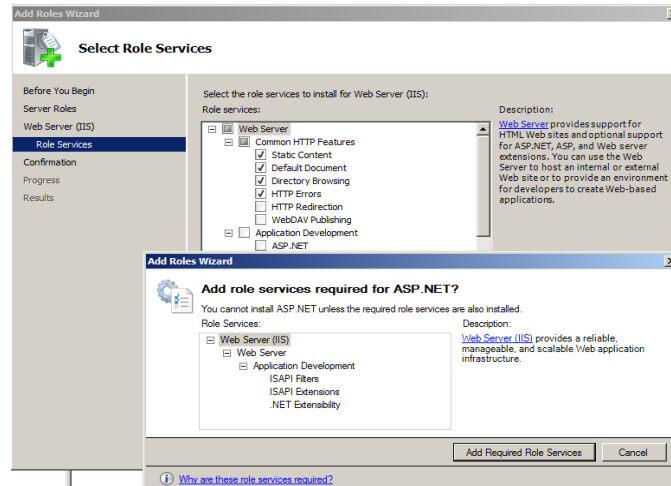 Add Roles Wizard
Select Role Services
Before You Begin
Server Roles
Web Server (IIS)
Role Services
Confirmation
Progress
Results
Select the role services to install for Web Server (IIS):
Role services:
Web Server
Common HTTP Features
Static Content
Default Document
Directory Browsing
HTTP Errors
HTTP Redirection
WebDAV Publishing
Application Development
ASP.NET
Description:
Web Server provides support for
HTML Web sites and optional support
for ASP.NET, ASP, and Web server
extensions. You can use the Web
Server to host an internal or external
Web site or to provide an environment
for developers to create Web-based
applications.
Add Roles Wizard
Add role services required for ASP.NET?
You cannot install ASP.NET unless the required role services are also installed.
Role Services:
Web Server (IIS)
Web Server
Application Development
ISAPI Filters
ISAPI Extensions
.NET Extensibility
Description:
Web Server (IIS) provides a reliable,
manageable, and scalable Web application
infrastructure.
Add Required Role Services
Cancel
Why are these role services required?